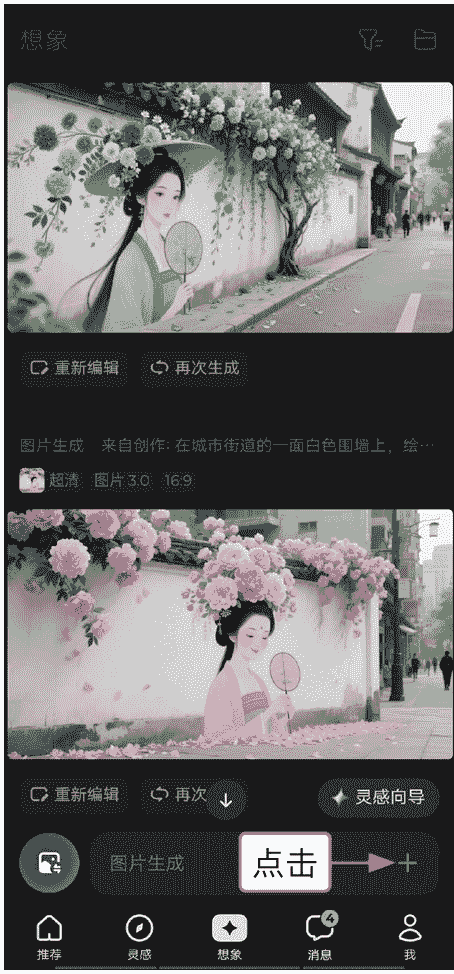 想象
重新编辑 再次生成
图片生成 来自创作: 在城市街道的一面白色围墙上，绘…
超清 图片 3.0 16:9
重新编辑 再次 灵感向导
图片生成 点击
推荐 灵感 想象 消息 4 我